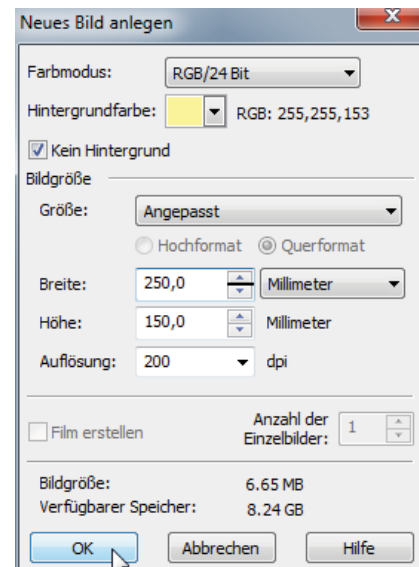 Neues Bild anlegen
Farbmodus: RGB/24 Bit
Hintergrundfarbe: RGB: 255,255,153
Kein Hintergrund
Bildgröße
Größe: Angepasst
Hochformat Querformat
Breite: 250,0 Millimeter
Höhe: 150,0 Millimeter
Auflösung: 200 dpi
Film erstellen Anzahl der Einzelbilder: 1
Bildgröße: 6.65 MB
Verfügbarer Speicher: 8.24 GB
OK Abbrechen Hilfe